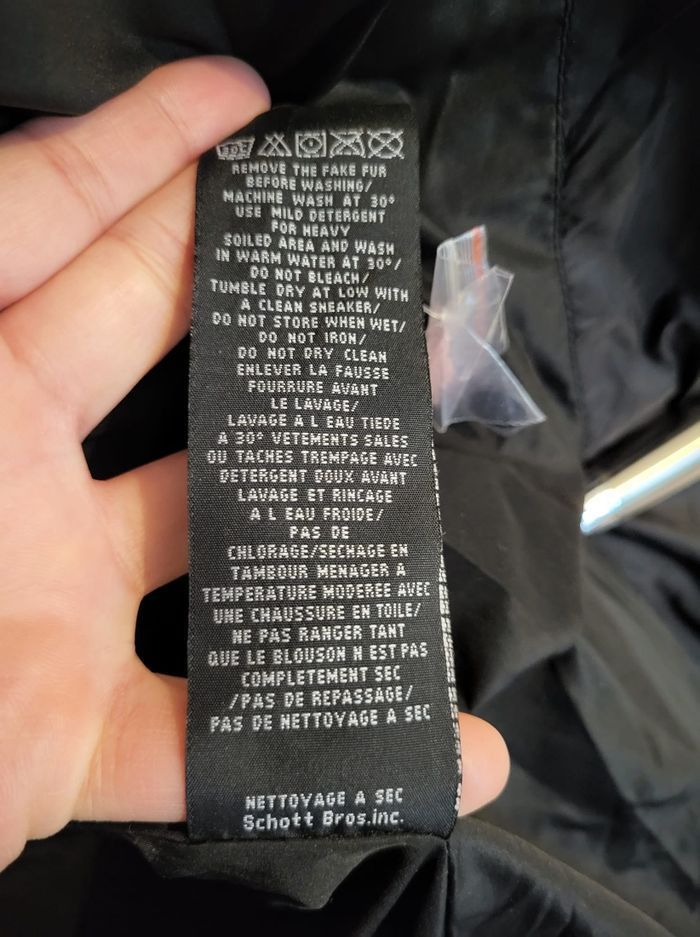 REMOVE THE FAKE FUR
BEFORE WASHING/
MACHINE WASH AT 30°
USE MILD DETERGENT
FOR HEAVY
SOILED AREA AND WASH
IN WARM WATER AT 30°/
DO NOT BLEACH/
TUMBLE DRY AT LOW WITH
A CLEAN SNEAKER/
DO NOT STORE WHEN WET/
DO NOT IRON/
DO NOT DRY CLEAN
ENLEVER LA FAUSSE
FOURRURE AVANT
LE LAVAGE/
LAVAGE A L EAU TIEDE
A 30° VETEMENTS SALES
OU TACHES TREMPAGE AVEC
DETERGENT DOUX AVANT
LAVAGE ET RINCAGE
A L EAU FROIDE/
PAS DE
CHLORAGE/SECHAGE EN
TAMBOUR MENAGER A
TEMPERATURE MODEREE AVEC
UNE CHAUSSURE EN TOILE/
NE PAS RANGER TANT
QUE LE BLOUSON N EST PAS
COMPLETEMENT SEC
/PAS DE REPASSAGE/
PAS DE NETTOYAGE A SEC
NETTOYAGE A SEC
Schott Bros.inc.